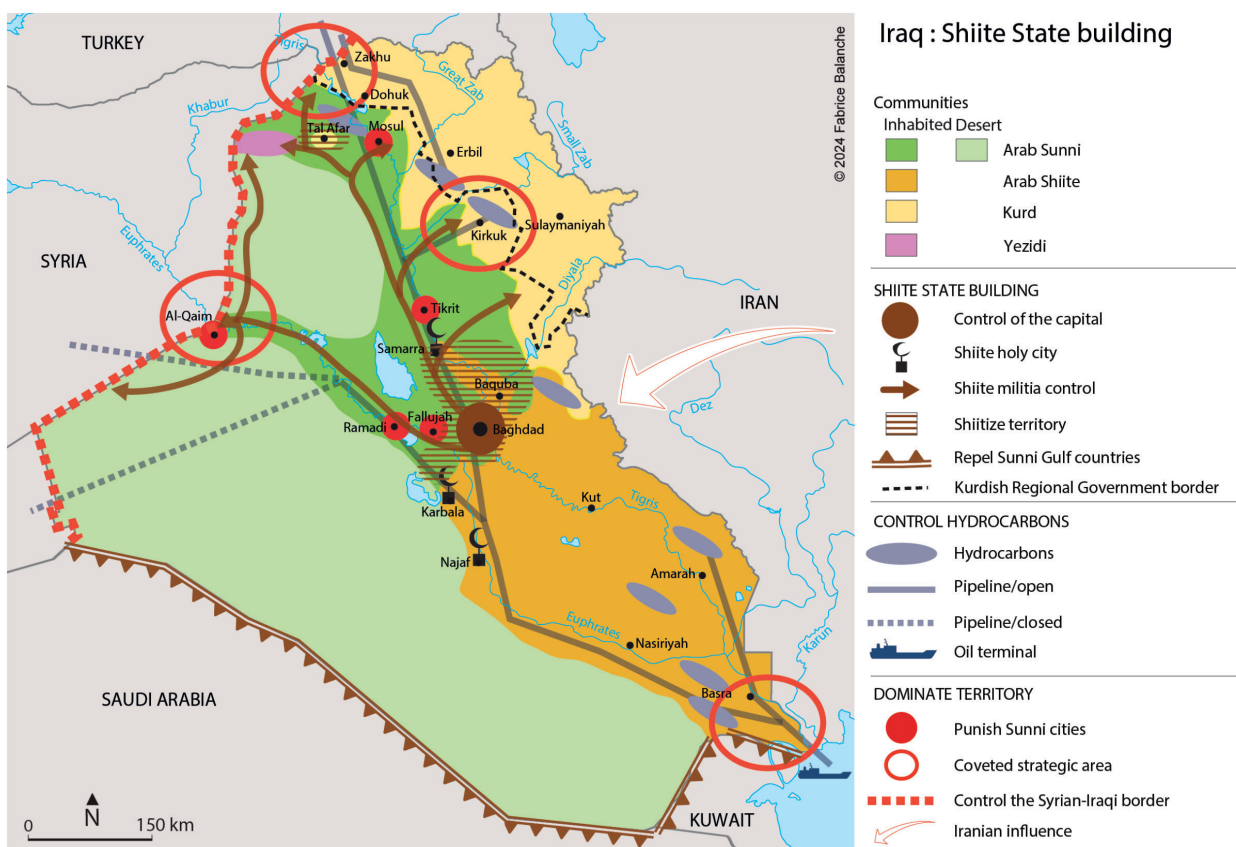 Iraq : Shiite State building
TURKEY
Tigris
Zakhu
Great Zab
Khabur
Dohuk
Tal Afar
Mosul
Small Zab
Erbil
© 2024 Fabrice Balanche
Kirkuk
Sulaymaniyah
Euphrates
SYRIA
Diyala
IRAN
Al-Qaim
Tikrit
Samarra
Baquba
Dez
Ramadi
Fallujah
Baghdad
Karbala
Kut
Tigris
Najaf
Amarah
Euphrates
Nasiriyah
Karun
Basra
SAUDI ARABIA
KUWAIT
N
0 150 km
Communities
Inhabited Desert
Arab Sunni
Arab Shiite
Kurd
Yezidi
SHIITE STATE BUILDING
Control of the capital
Shiite holy city
Shiite militia control
Shiitize territory
Repel Sunni Gulf countries
Kurdish Regional Government border
CONTROL HYDROCARBONS
Hydrocarbons
Pipeline/open
Pipeline/closed
Oil terminal
DOMINATE TERRITORY
Punish Sunni cities
Coveted strategic area
Control the Syrian-Iraqi border
Iranian influence